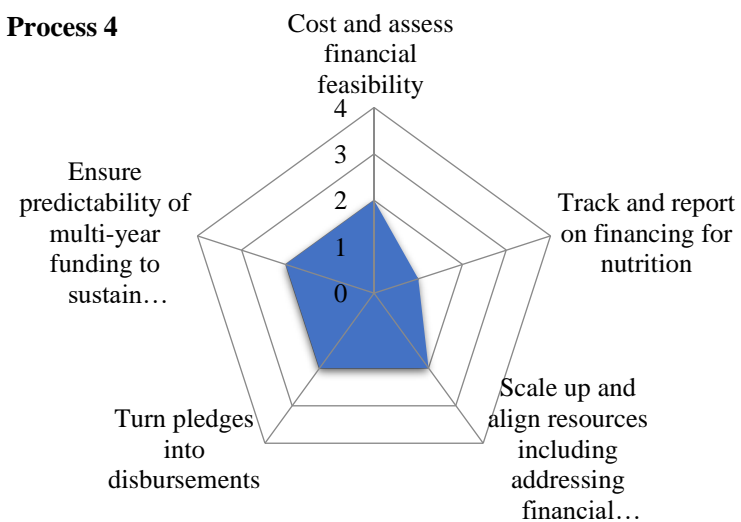 Process 4
Cost and assess
financial
feasibility
4
3
2
1
0
Track and report
on financing for
nutrition
Scale up and
align resources
including
addressing
financial…
Turn pledges
into
disbursements
Ensure
predictability of
multi-year
funding to
sustain…